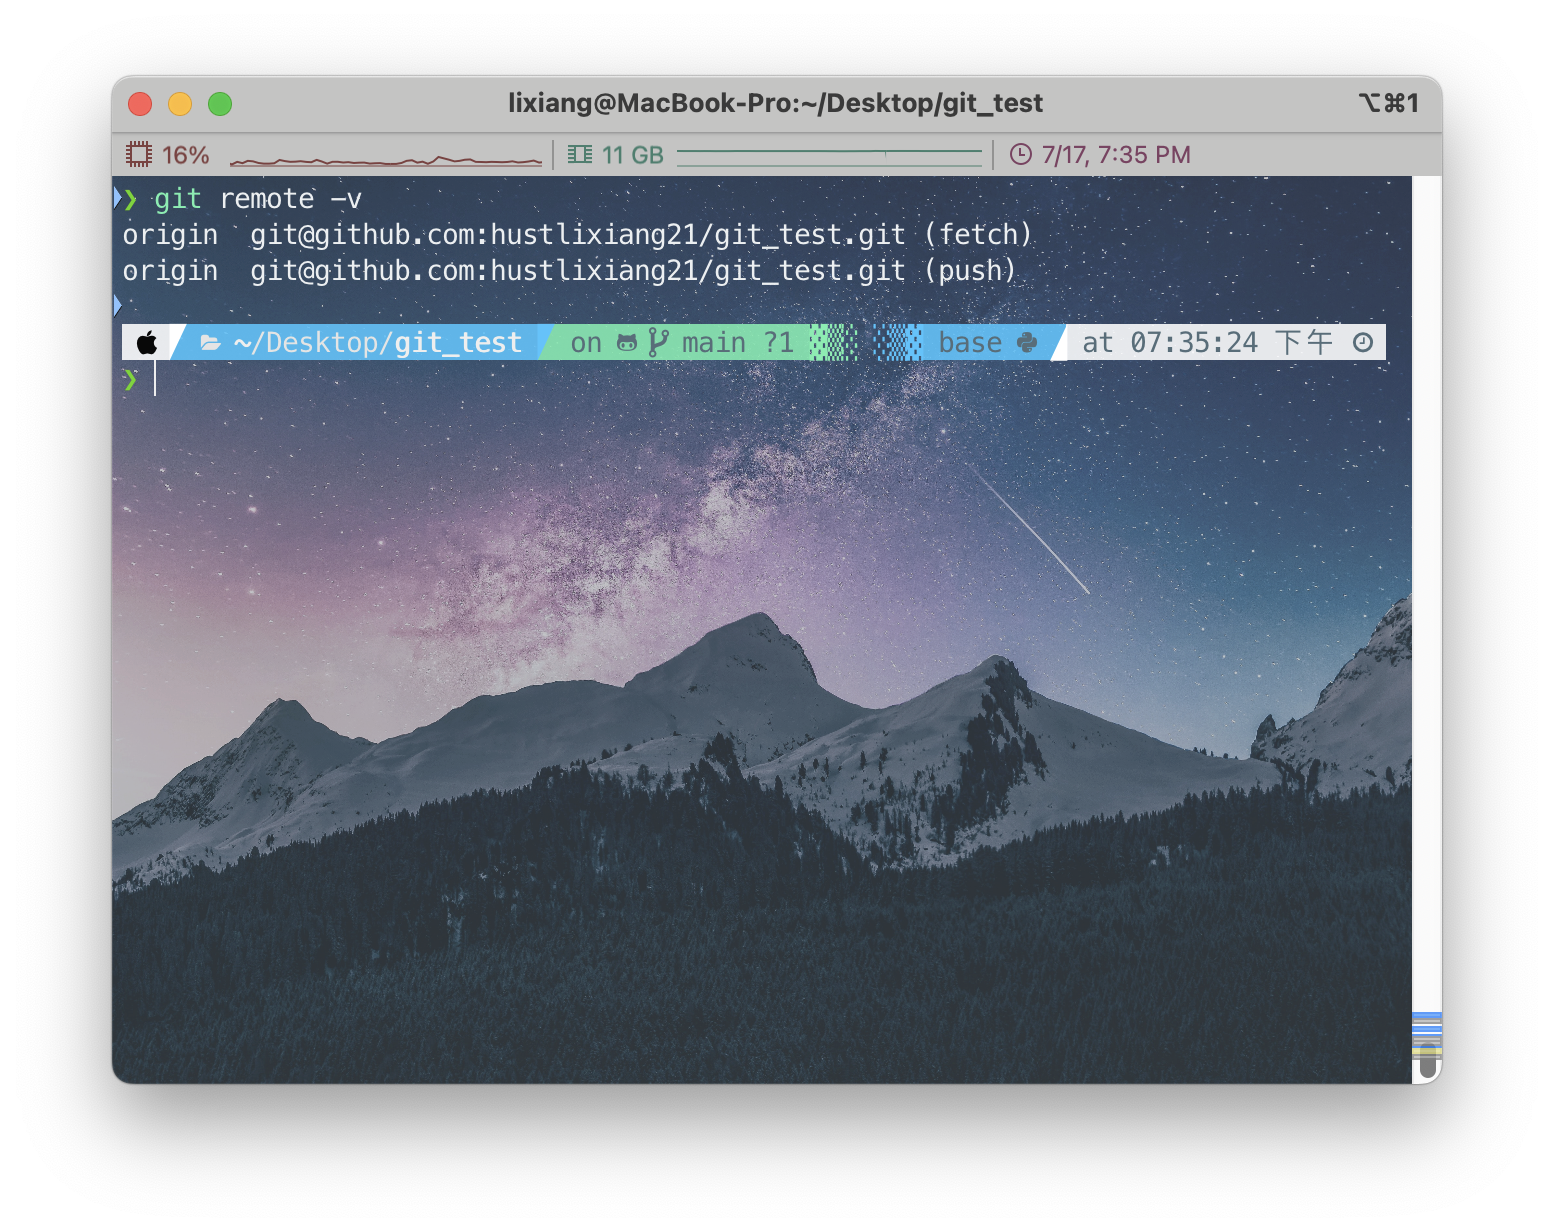 lixiang@MacBook-Pro:~/Desktop/git_test ⌥⌘1
16% 11 GB 7/17, 7:35 PM
❯ git remote -v
origin  git@github.com:hustlixiang21/git_test.git (fetch)
origin  git@github.com:hustlixiang21/git_test.git (push)
~/Desktop/git_test on main ?1 base at 07:35:24 下午
❯